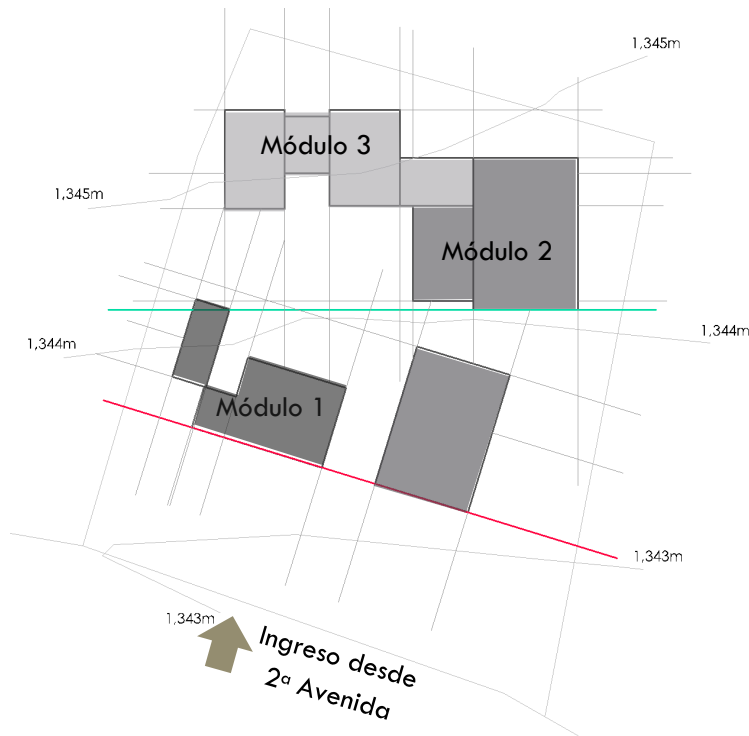 1,345m
Módulo 3
1,345m
Módulo 2
1,344m
1,344m
Módulo 1
1,343m
1,343m
Ingreso desde
2ª Avenida